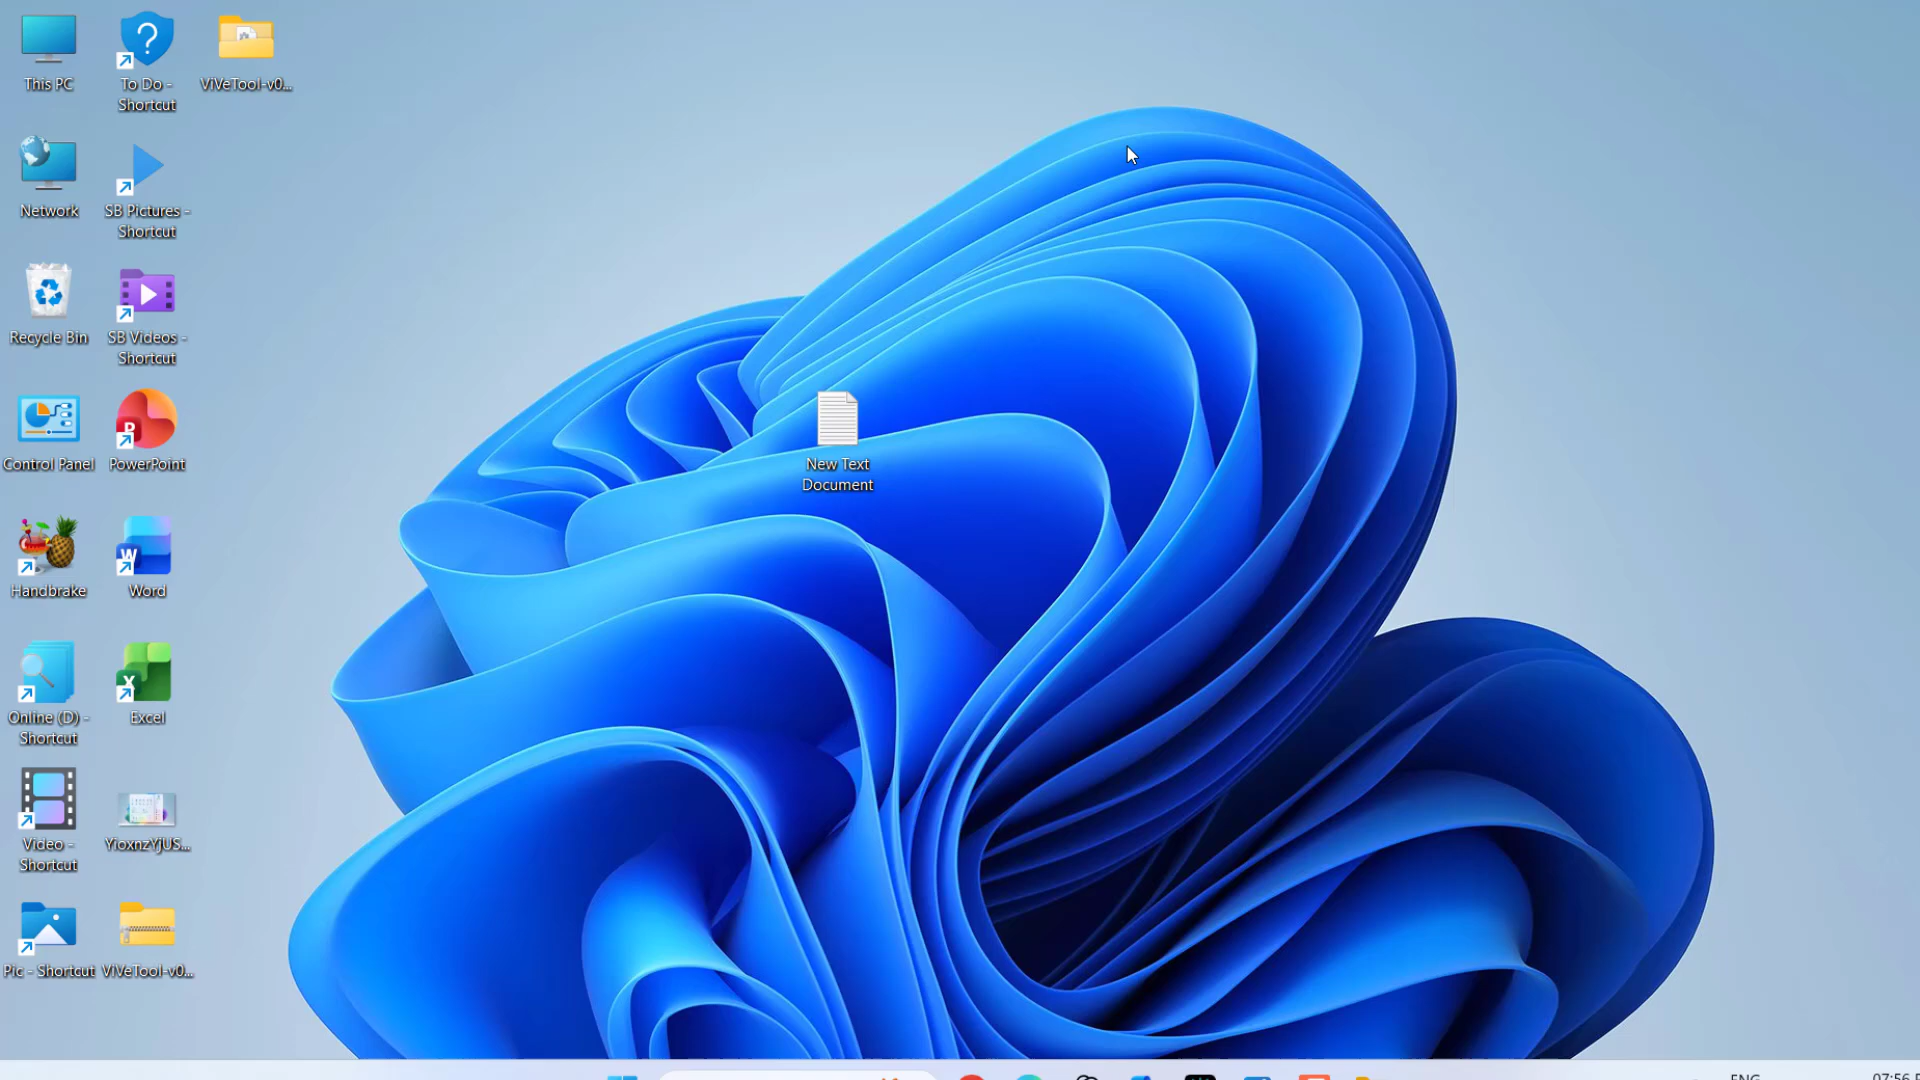 This PC
To Do -
Shortcut
ViVeTool-v0...
Network
SB Pictures -
Shortcut
Recycle Bin
SB Videos -
Shortcut
Control Panel
PowerPoint
New Text
Document
Handbrake
Word
Online (D) -
Shortcut
Excel
Video -
Shortcut
YioxnzYJUS...
Pic - Shortcut
ViVeTool-v0...